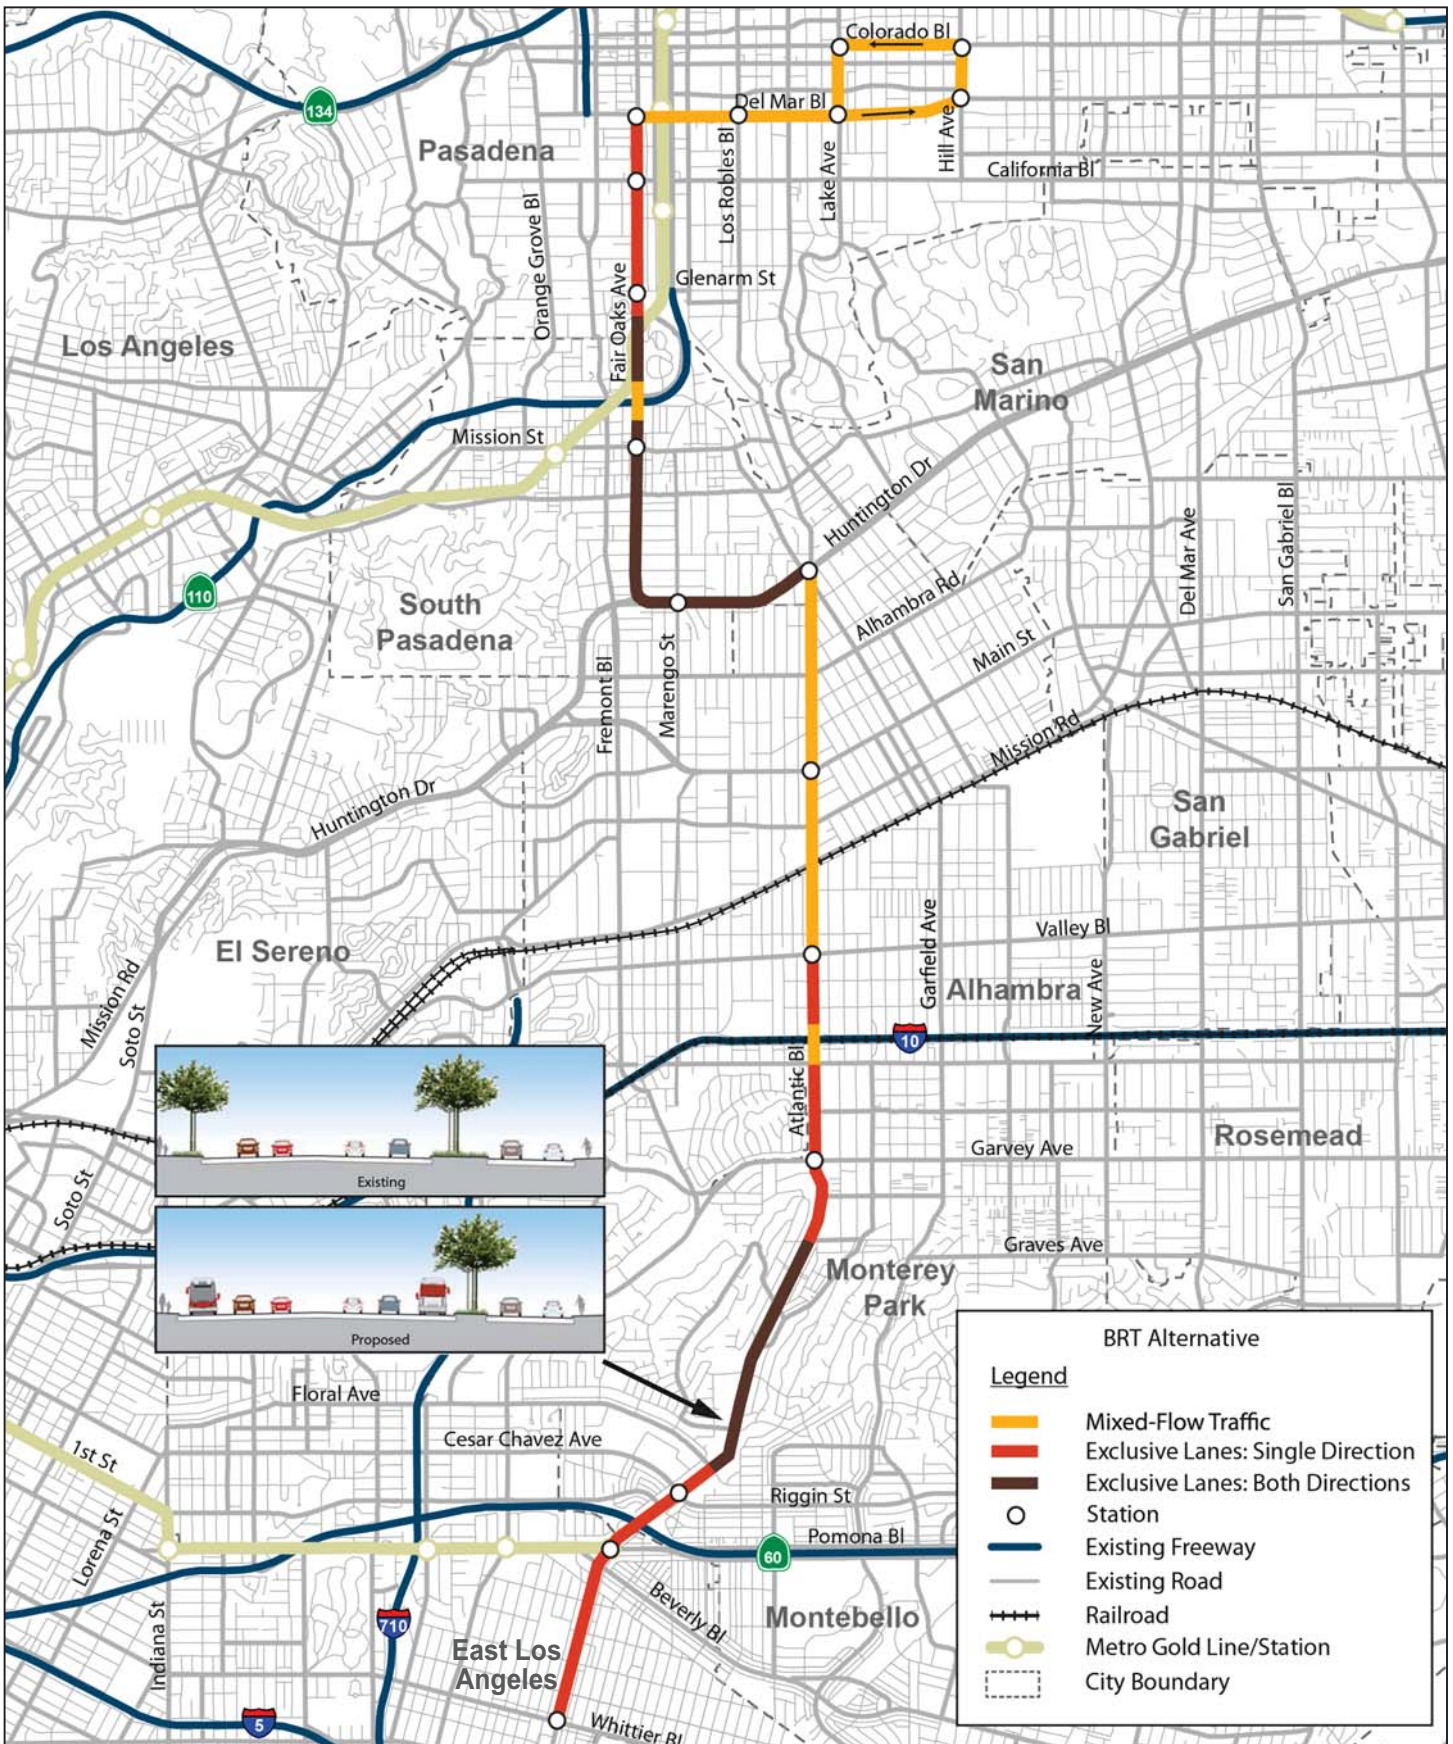 Colorado Bl
134
Del Mar Bl
Pasadena
Los Robles Bl
Lake Ave
Hill Ave
California Bl
Orange Grove Bl
Glenarm St
Fair Oaks Ave
Los Angeles
San
Marino
Mission St
Huntington Dr
Del Mar Ave
San Gabriel Bl
110
South
Pasadena
Alhambra Rd
Main St
Fremont Bl
Marengo St
Mission Rd
Huntington Dr
San
Gabriel
El Sereno
Mission Rd
Soto St
Garfield Ave
Valley Bl
Alhambra
New Ave
10
Atlantic Bl
Existing
Garvey Ave
Rosemead
Soto St
Graves Ave
Monterey
Park
Proposed
Floral Ave
Cesar Chavez Ave
1st St
Riggin St
Pomona Bl
60
Lorena St
Indiana St
710
Beverly Bl
Montebello
East Los
Angeles
5
Whittier Bl
BRT Alternative
Legend
Mixed-Flow Traffic
Exclusive Lanes: Single Direction
Exclusive Lanes: Both Directions
Station
Existing Freeway
Existing Road
Railroad
Metro Gold Line/Station
City Boundary